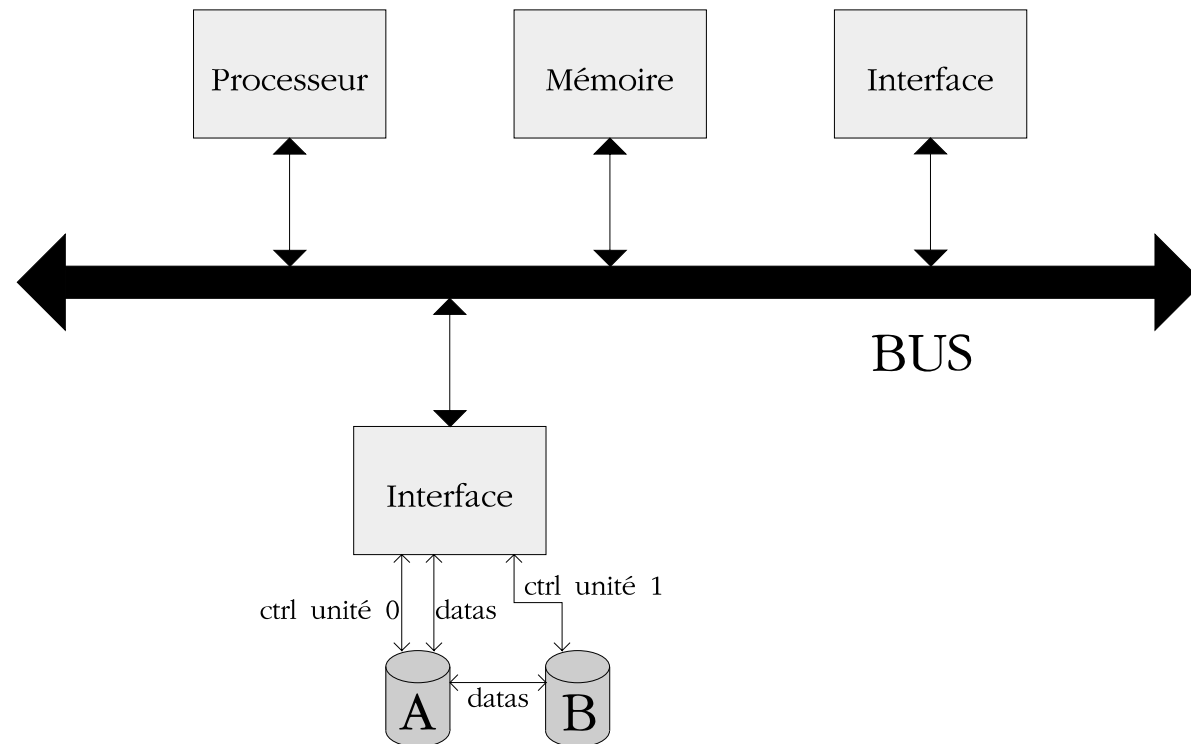 Processeur
Mémoire
Interface
BUS
Interface
ctrl unité 0
datas
ctrl unité 1
datas
A
B